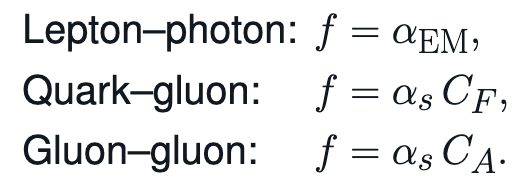 Lepton–photon: f = α_EM,
Quark–gluon: f = α_s C_F,
Gluon–gluon: f = α_s C_A.